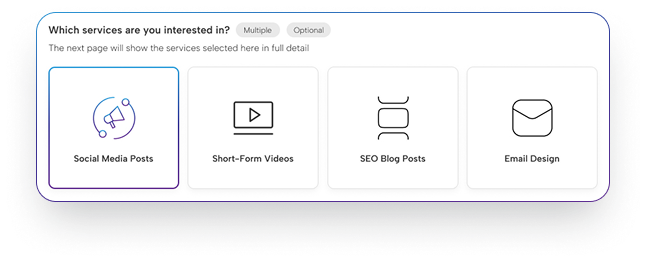 Which services are you interested in? Multiple Optional
The next page will show the services selected here in full detail
Social Media Posts Short-Form Videos SEO Blog Posts Email Design